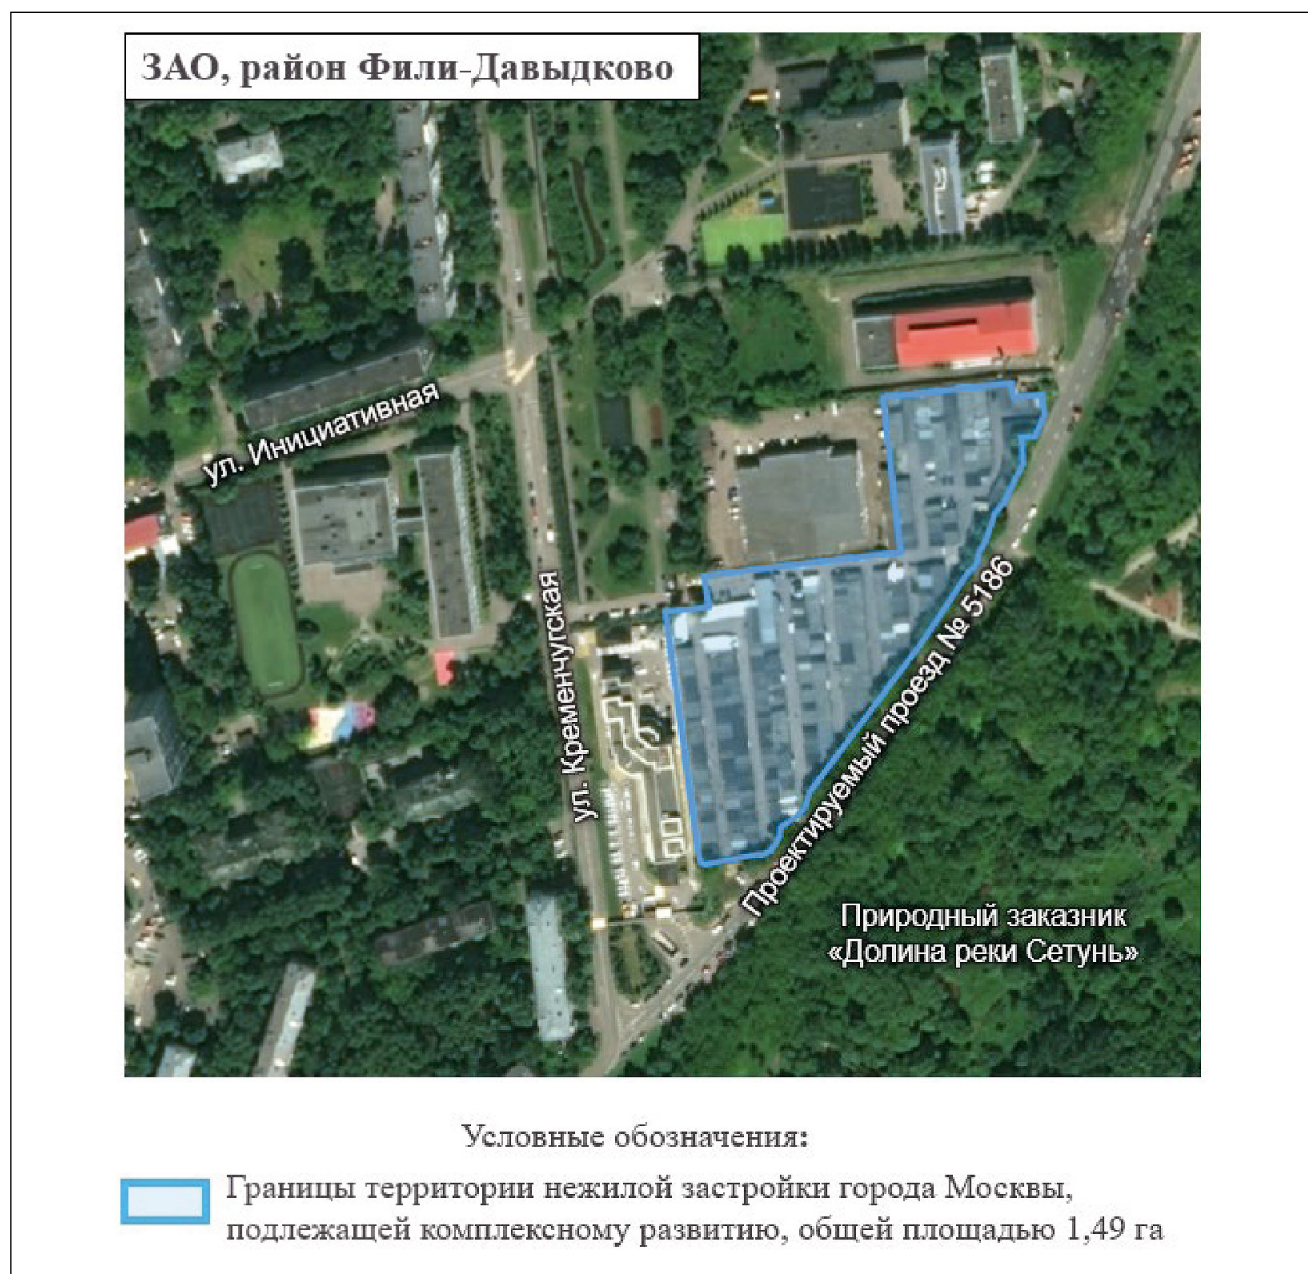 ЗАО, район Фили-Давыдково
ул. Инициативная
ул. Кременчугская
Проектируемый проезд № 5186
Природный заказник
«Долина реки Сетунь»
Условные обозначения:
Границы территории нежилой застройки города Москвы,
подлежащей комплексному развитию, общей площадью 1,49 га